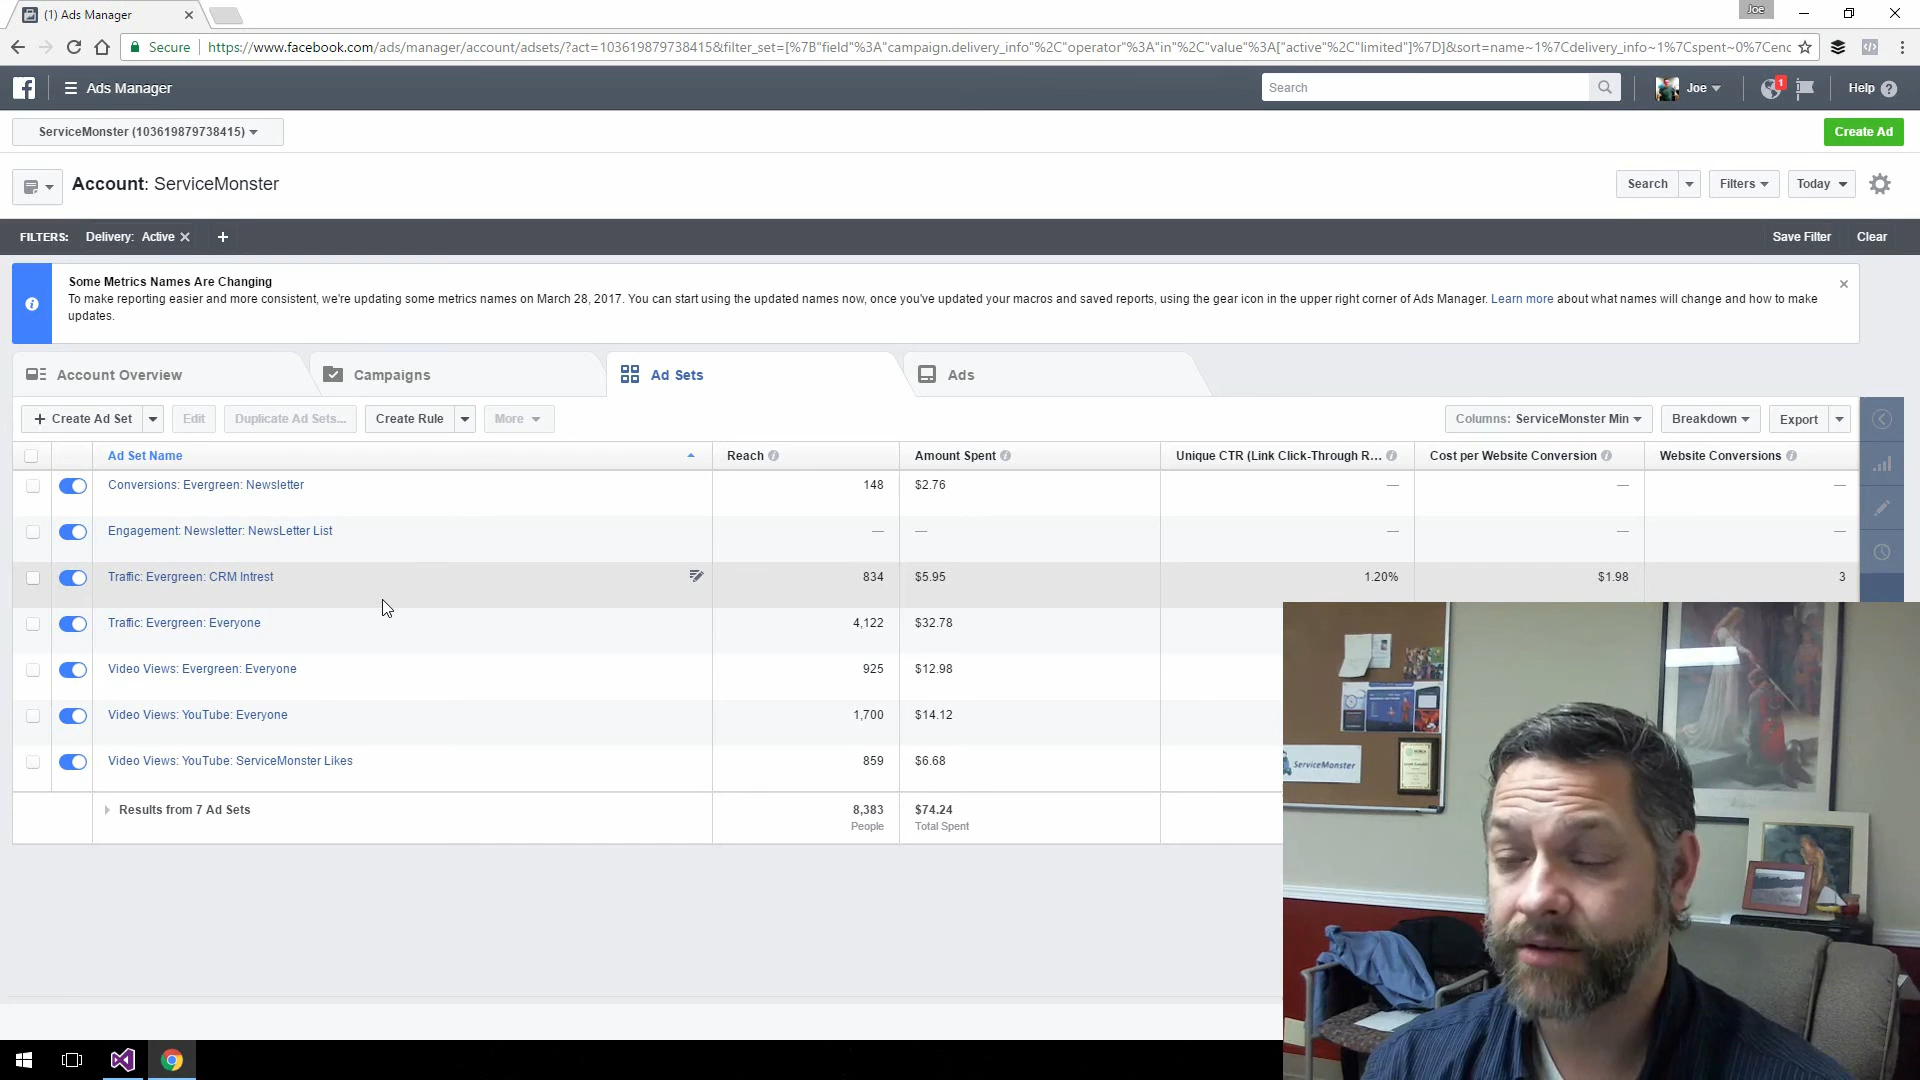 (1) Ads Manager
Joe
Secure
https://www.facebook.com/ads/manager/account/adsets/?act=103619879738415&filter_set=[%7B"field"%3A"campaign.delivery_info"%2C"operator"%3A"in"%2C"value"%3A["active"%2C"limited"]%7D]&sort=name~1%7Cdelivery_info~1%7Cspent~0%7Cenc
Ads Manager
Search
Joe
1
Help
ServiceMonster (103619879738415)
Create Ad
Account: ServiceMonster
Search
Filters
Today
FILTERS: Delivery: Active
Save Filter
Clear
Some Metrics Names Are Changing
To make reporting easier and more consistent, we're updating some metrics names on March 28, 2017. You can start using the updated names now, once you've updated your macros and saved reports, using the gear icon in the upper right corner of Ads Manager. Learn more about what names will change and how to make
updates.
Account Overview
Campaigns
Ad Sets
Ads
+ Create Ad Set
Edit
Duplicate Ad Sets...
Create Rule
More
Columns: ServiceMonster Min
Breakdown
Export
Ad Set Name
Reach
Amount Spent
Unique CTR (Link Click-Through R...
Cost per Website Conversion
Website Conversions
Conversions: Evergreen: Newsletter 148 $2.76 — — —
Engagement: Newsletter: NewsLetter List — — — — —
Traffic: Evergreen: CRM Intrest 834 $5.95 1.20% $1.98 3
Traffic: Evergreen: Everyone 4,122 $32.78
Video Views: Evergreen: Everyone 925 $12.98
Video Views: YouTube: Everyone 1,700 $14.12
Video Views: YouTube: ServiceMonster Likes 859 $6.68
Results from 7 Ad Sets 8,383 $74.24
People Total Spent
ServiceMonster